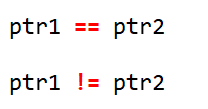 ptr1 == ptr2
ptr1 != ptr2